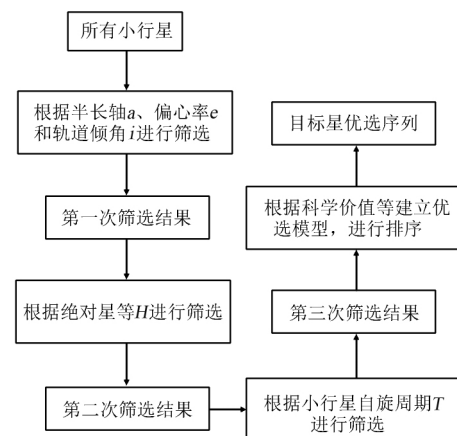 所有小行星
根据半长轴a、偏心率e
和轨道倾角i进行筛选
第一次筛选结果
根据绝对星等H进行筛选
第二次筛选结果
根据小行星自旋周期T
进行筛选
第三次筛选结果
根据科学价值等建立优
选模型，进行排序
目标星优选序列